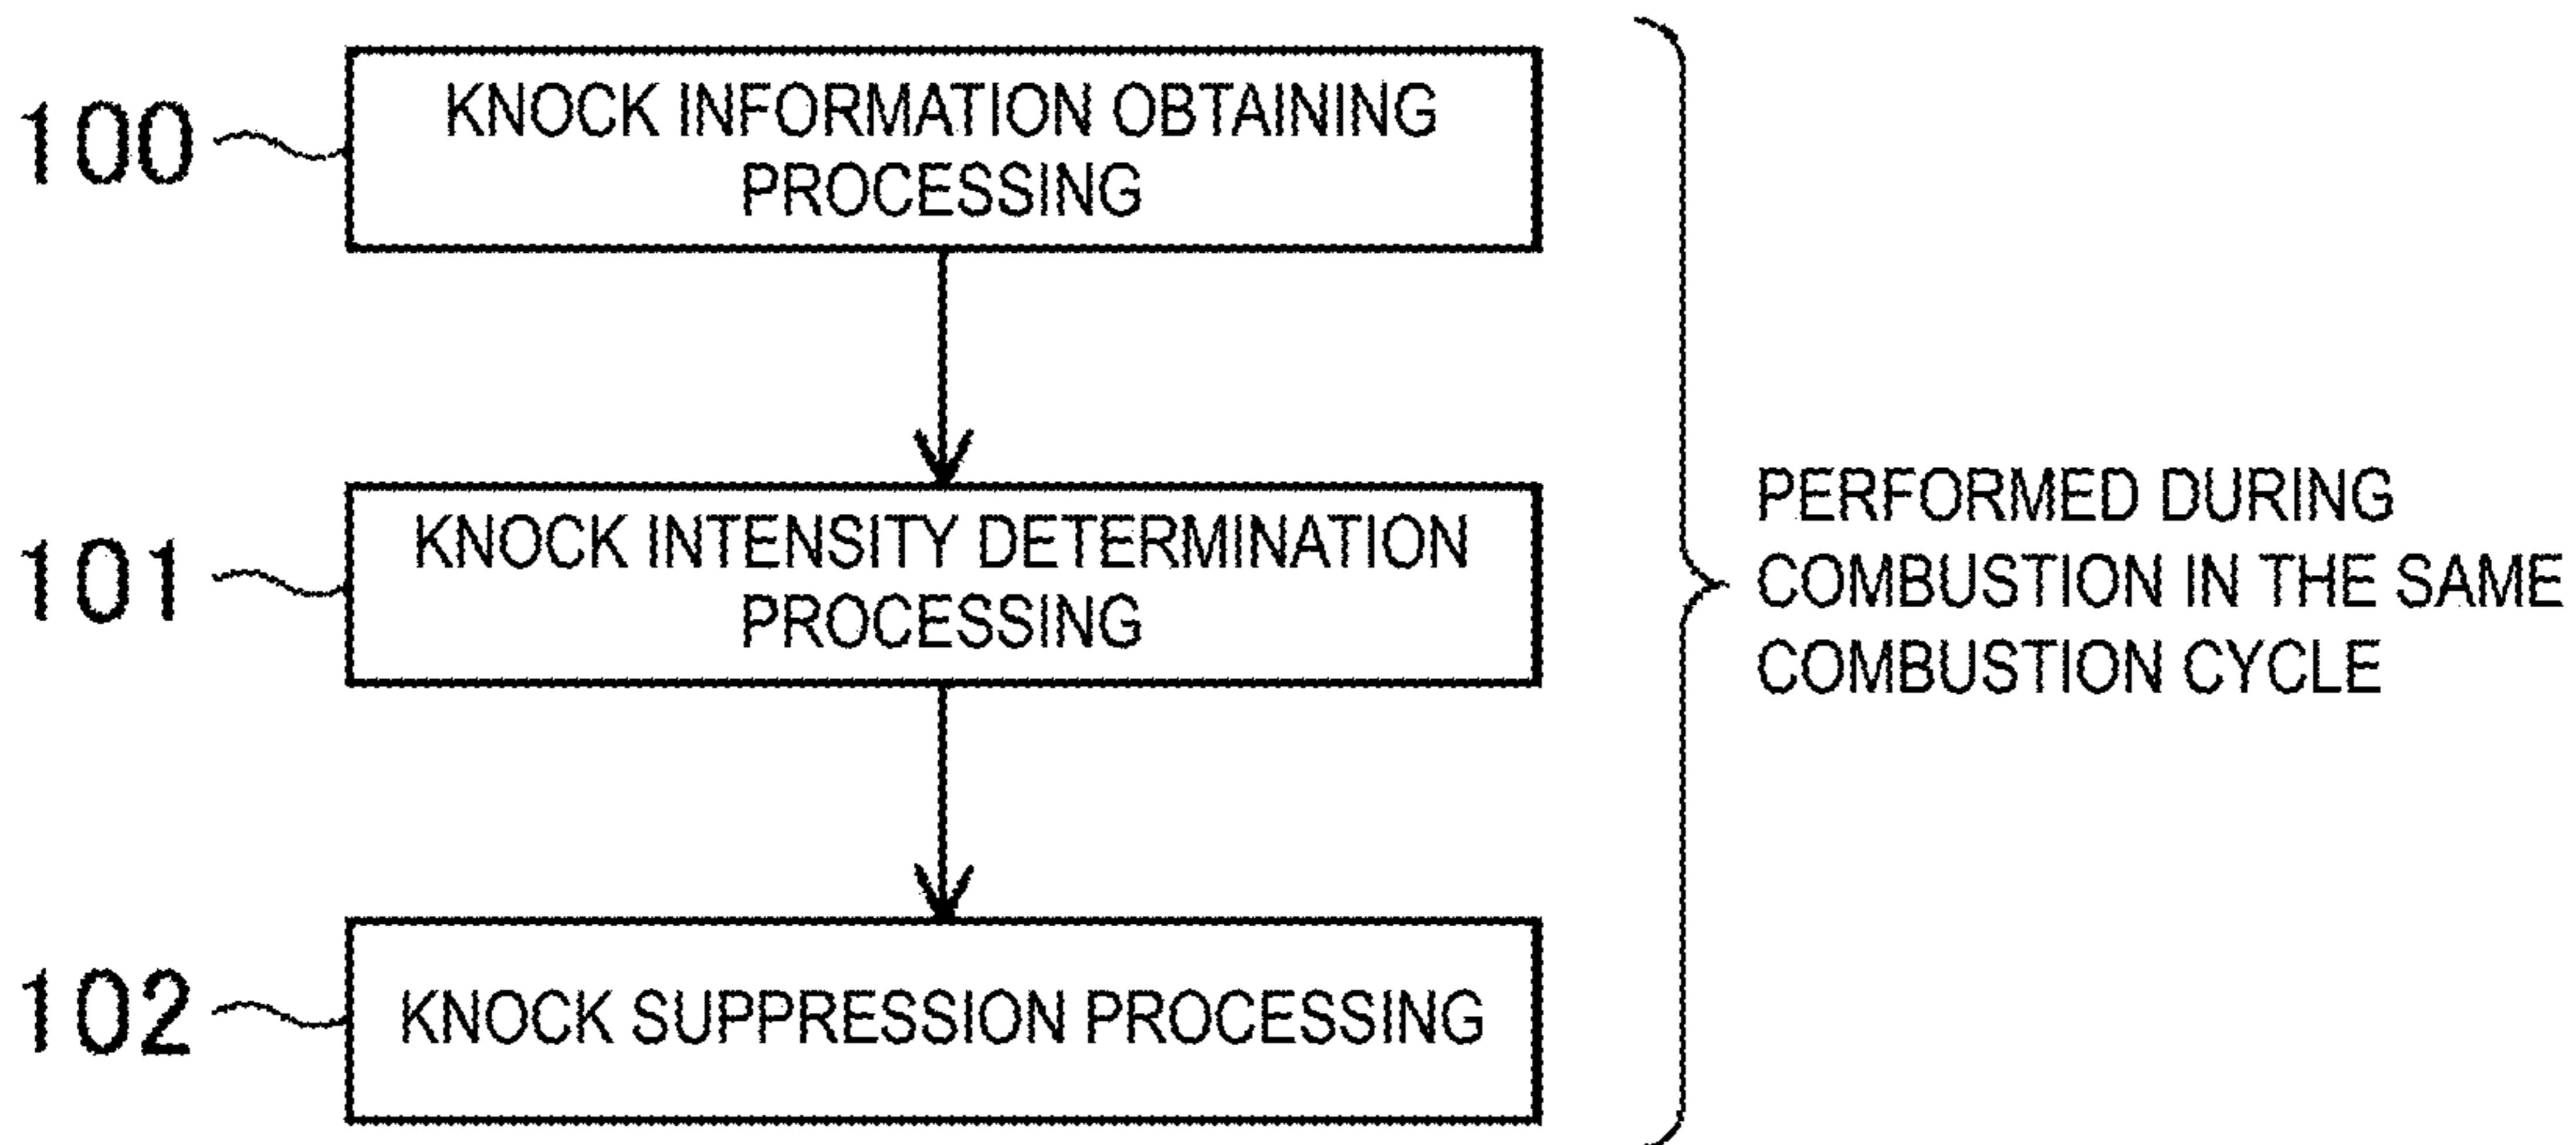 100
KNOCK INFORMATION OBTAINING
PROCESSING
101
KNOCK INTENSITY DETERMINATION
PROCESSING
102
KNOCK SUPPRESSION PROCESSING
PERFORMED DURING
COMBUSTION IN THE SAME
COMBUSTION CYCLE